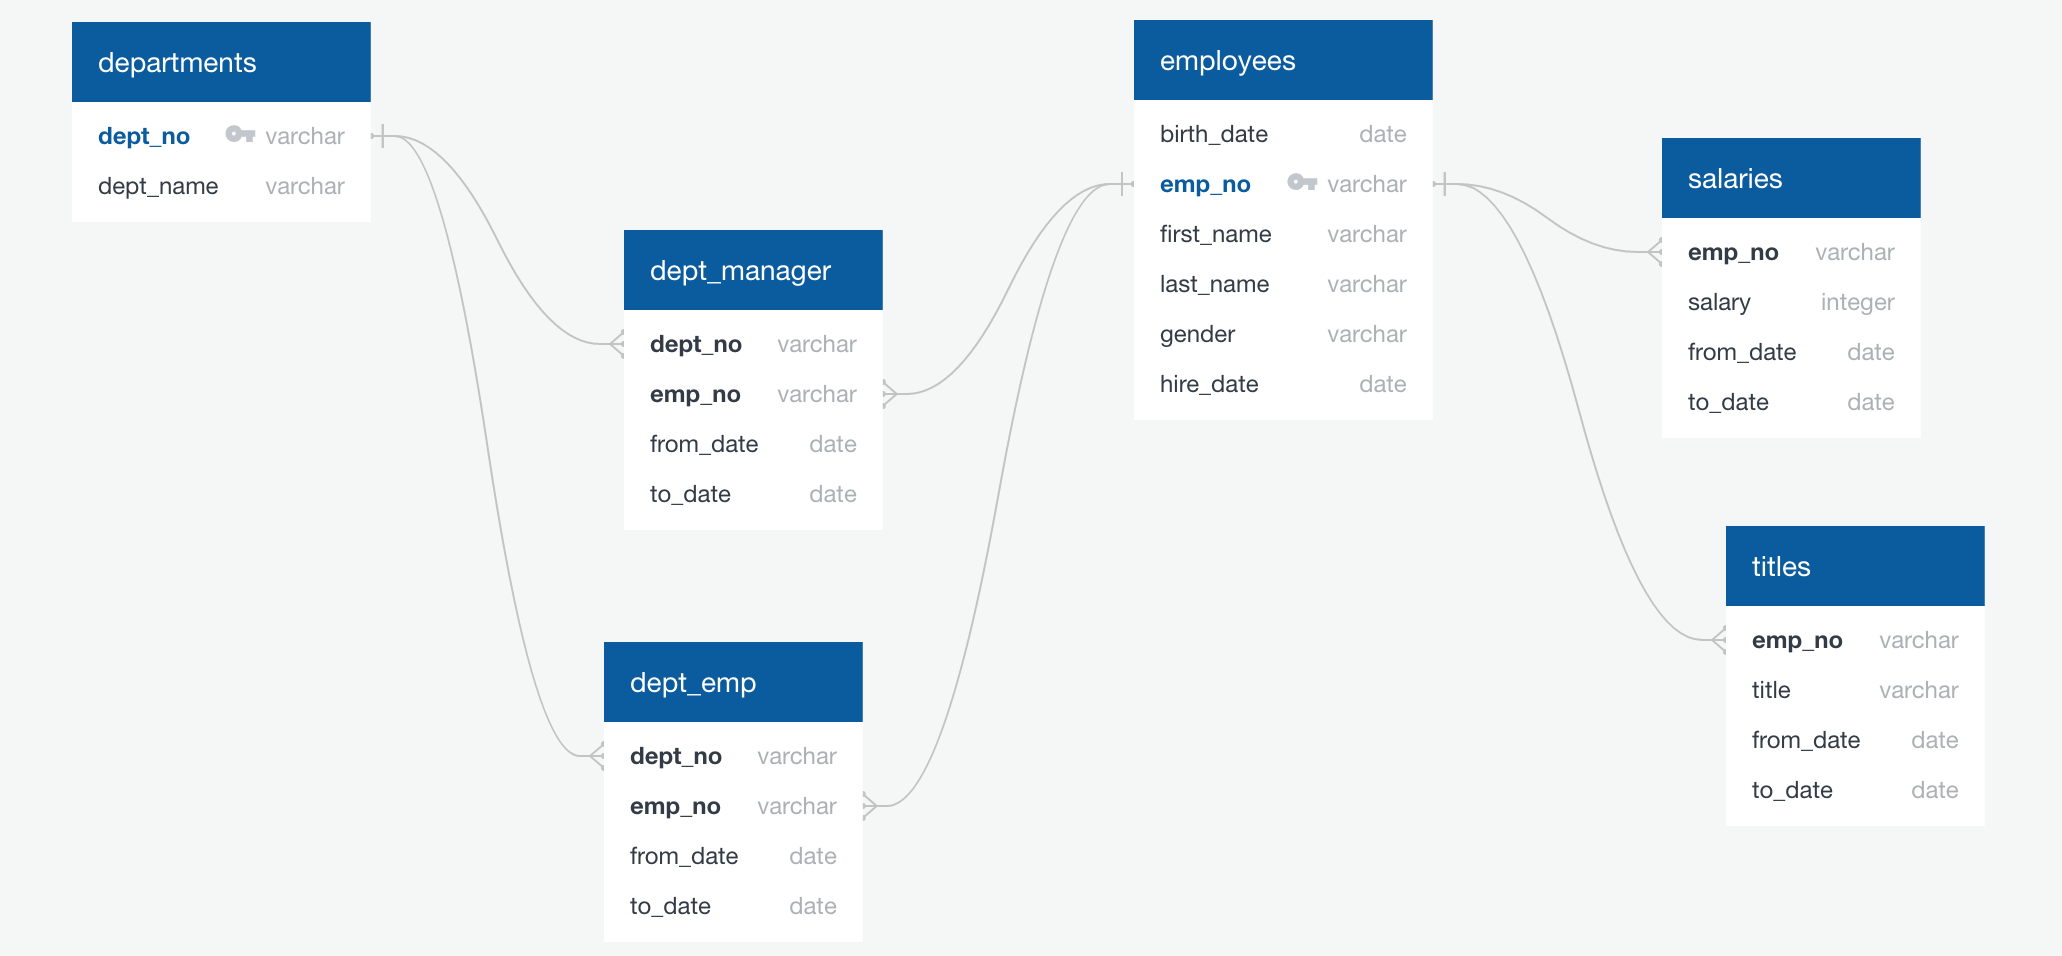 departments
dept_no varchar
dept_name varchar
dept_manager
dept_no varchar
emp_no varchar
from_date date
to_date date
dept_emp
dept_no varchar
emp_no varchar
from_date date
to_date date
employees
birth_date date
emp_no varchar
first_name varchar
last_name varchar
gender varchar
hire_date date
salaries
emp_no varchar
salary integer
from_date date
to_date date
titles
emp_no varchar
title varchar
from_date date
to_date date